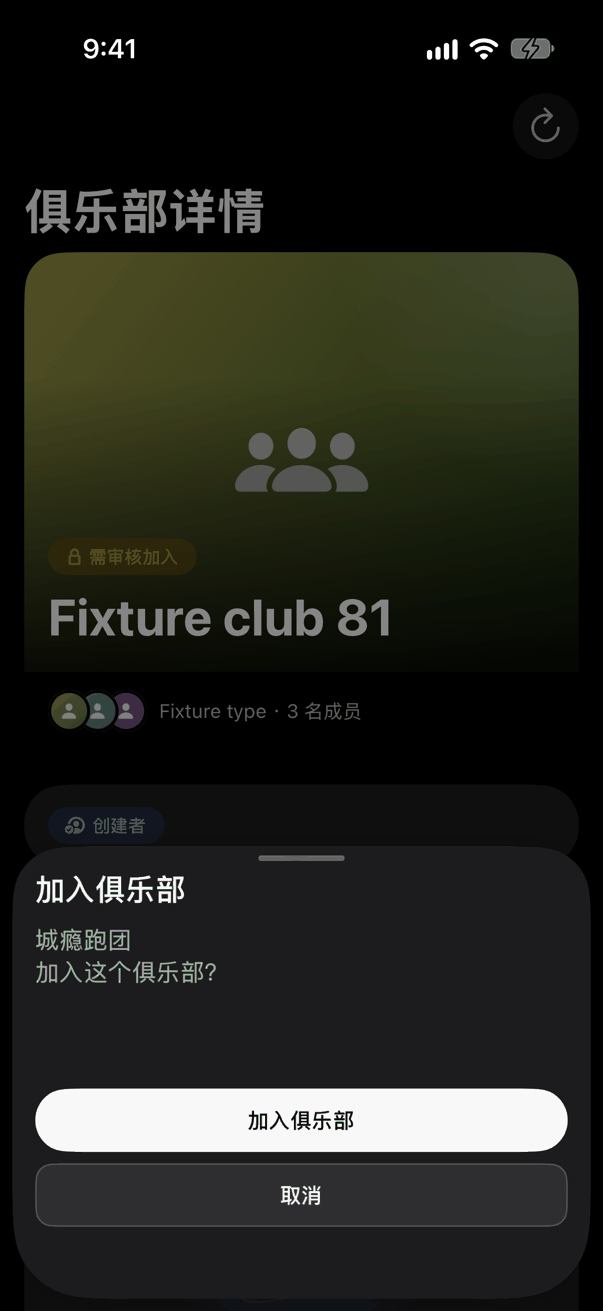 9:41
俱乐部详情
需审核加入
Fixture club 81
Fixture type · 3 名成员
创建者
加入俱乐部
城瘾跑团
加入这个俱乐部?
加入俱乐部
取消